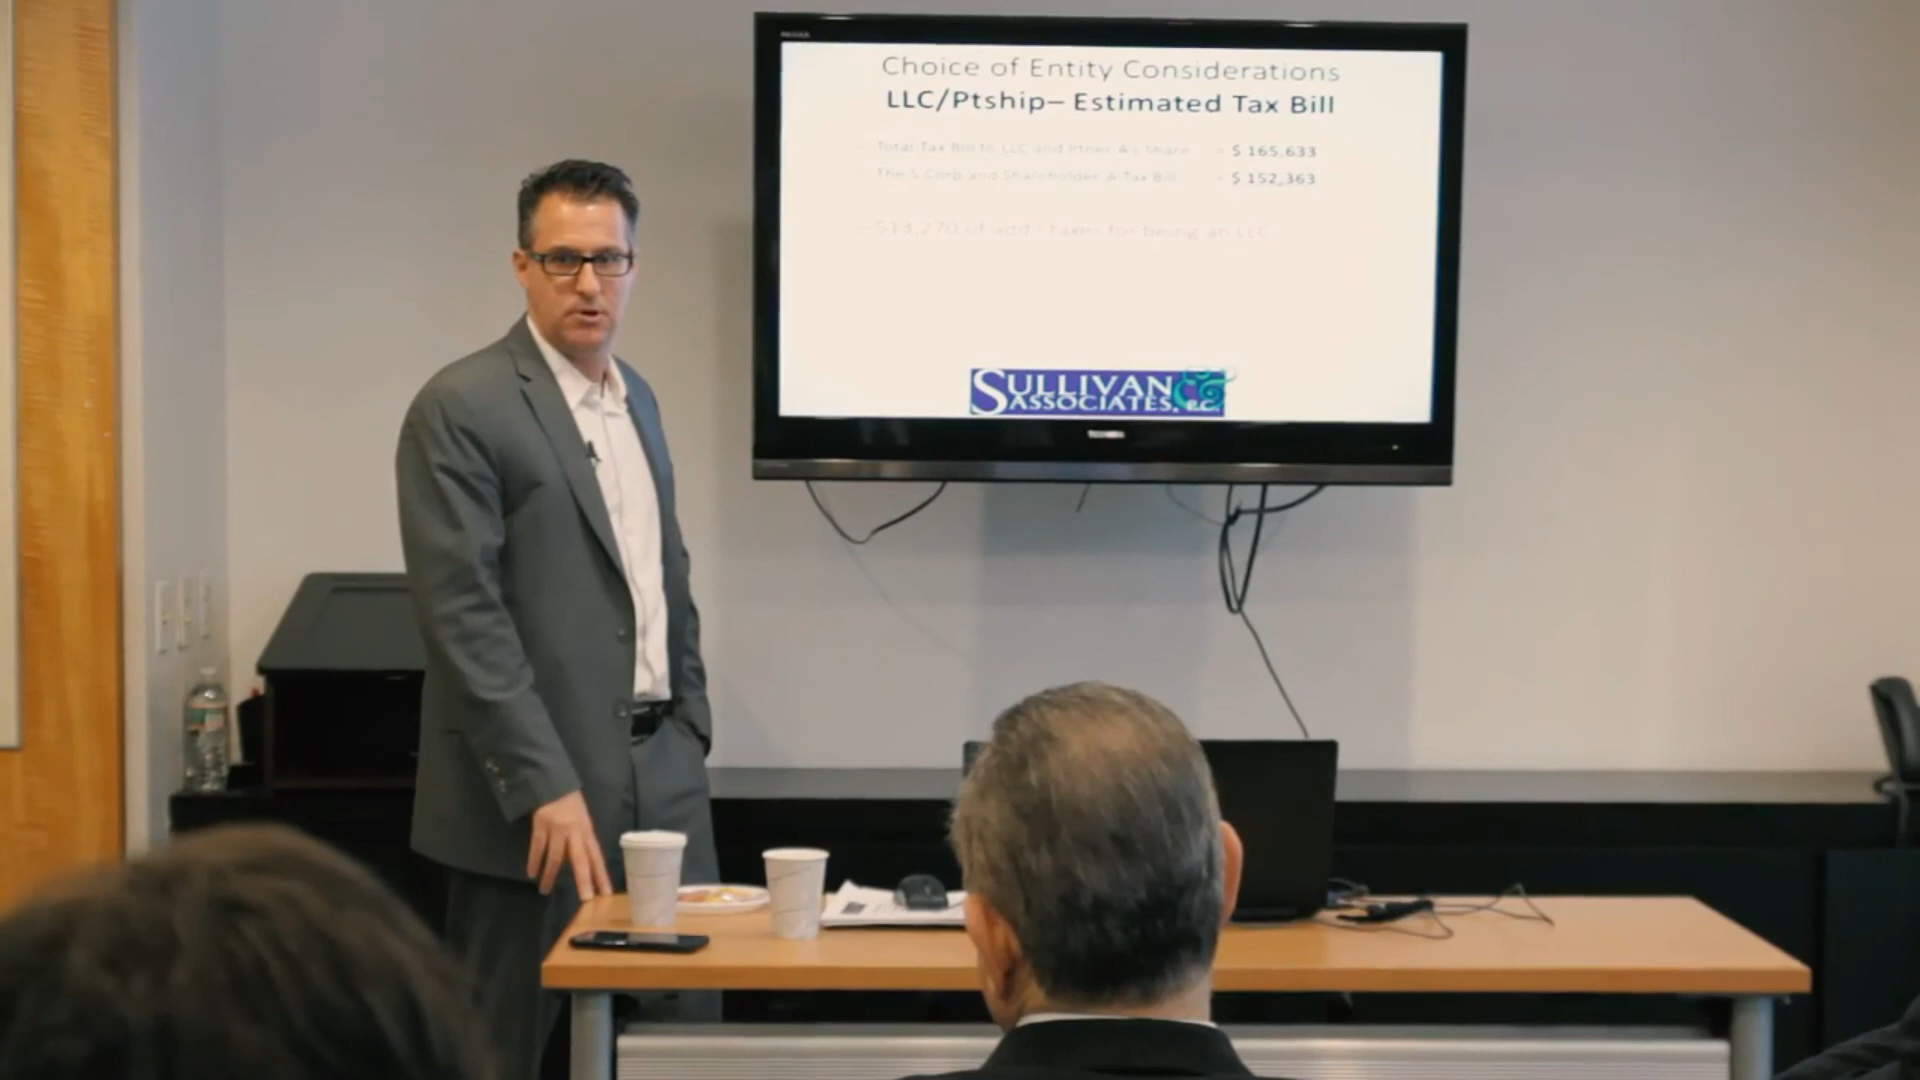 Choice of Entity Considerations
LLC/Ptship– Estimated Tax Bill
- Total Tax Bill to LLC and Ptner A's Share - $ 165,633
- The S Corp and Shareholder A Tax Bill - $ 152,363
- $13,270 of add'l taxes for being an LLC
SULLIVAN &
ASSOCIATES, P.C.